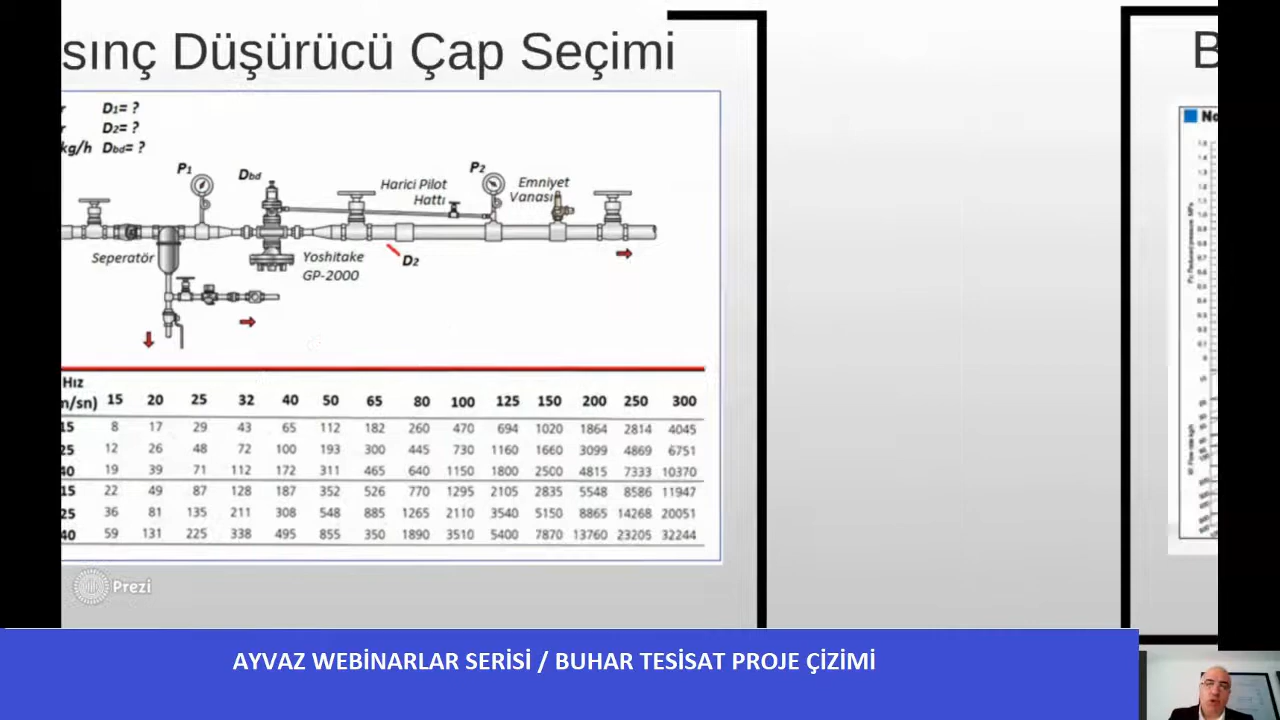 sınç Düşürücü Çap Seçimi
r D1= ?
r D2= ?
kg/h Dbd= ?
P1
Dbd
Harici Pilot
Hattı
P2
Emniyet
Vanası
Seperatör
Yoshitake
GP-2000
D2
Hız
m/sn) 15 20 25 32 40 50 65 80 100 125 150 200 250 300
15 8 17 29 43 65 112 182 260 470 694 1020 1864 2814 4045
25 12 26 48 72 100 193 300 445 730 1160 1660 3099 4869 6751
40 19 39 71 112 172 311 465 640 1150 1800 2500 4815 7333 10370
15 22 49 87 128 187 352 526 770 1295 2105 2835 5548 8586 11947
25 36 81 135 211 308 548 885 1265 2110 3540 5150 8865 14268 20051
40 59 131 225 338 495 855 350 1890 3510 5400 7870 13760 23205 32244
Prezi
B
No
AYVAZ WEBİNARLAR SERİSİ / BUHAR TESİSAT PROJE ÇİZİMİ